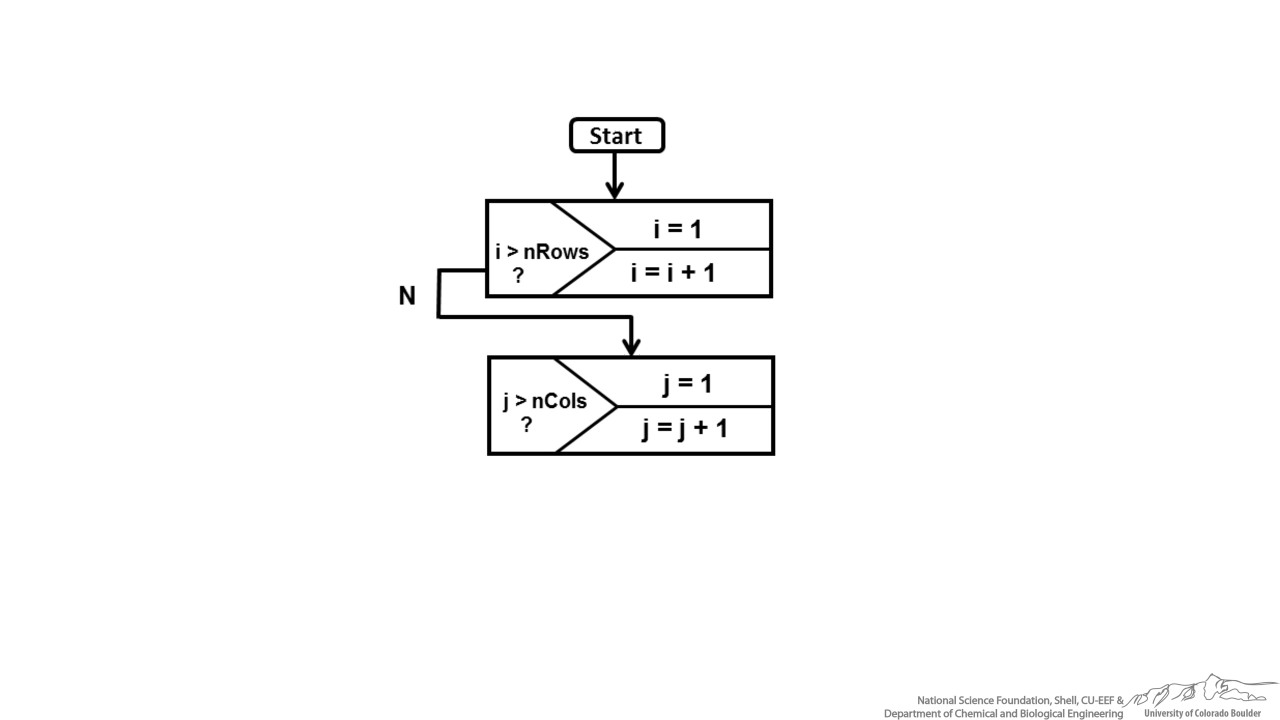 Start
i = 1
i > nRows
?
i = i + 1
N
j = 1
j > nCols
?
j = j + 1
National Science Foundation, Shell, CU-EEF &
Department of Chemical and Biological Engineering
University of Colorado Boulder